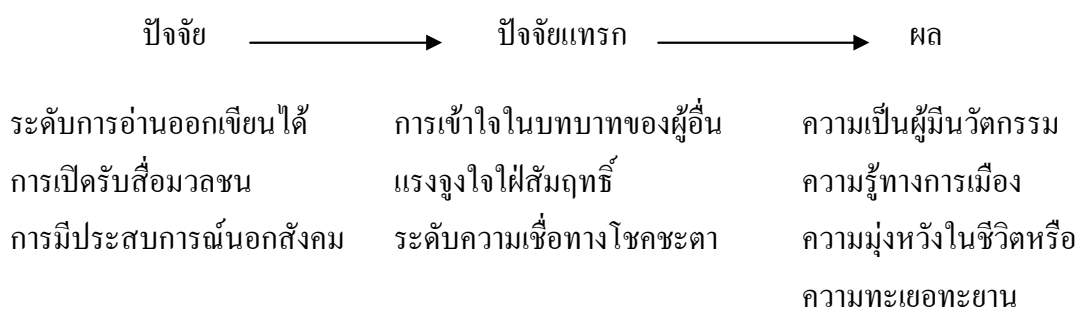 ปัจจัย ปัจจัยแทรก ผล
ระดับการอ่านออกเขียนได้ การเข้าใจในบทบาทของผู้อื่น ความเป็นผู้มีนวัตกรรม
การเปิดรับสื่อมวลชน แรงจูงใจใฝ่สัมฤทธิ์ ความรู้ทางการเมือง
การมีประสบการณ์นอกสังคม ระดับความเชื่อทางโชคชะตา ความมุ่งหวังในชีวิตหรือ
ความทะเยอทะยาน